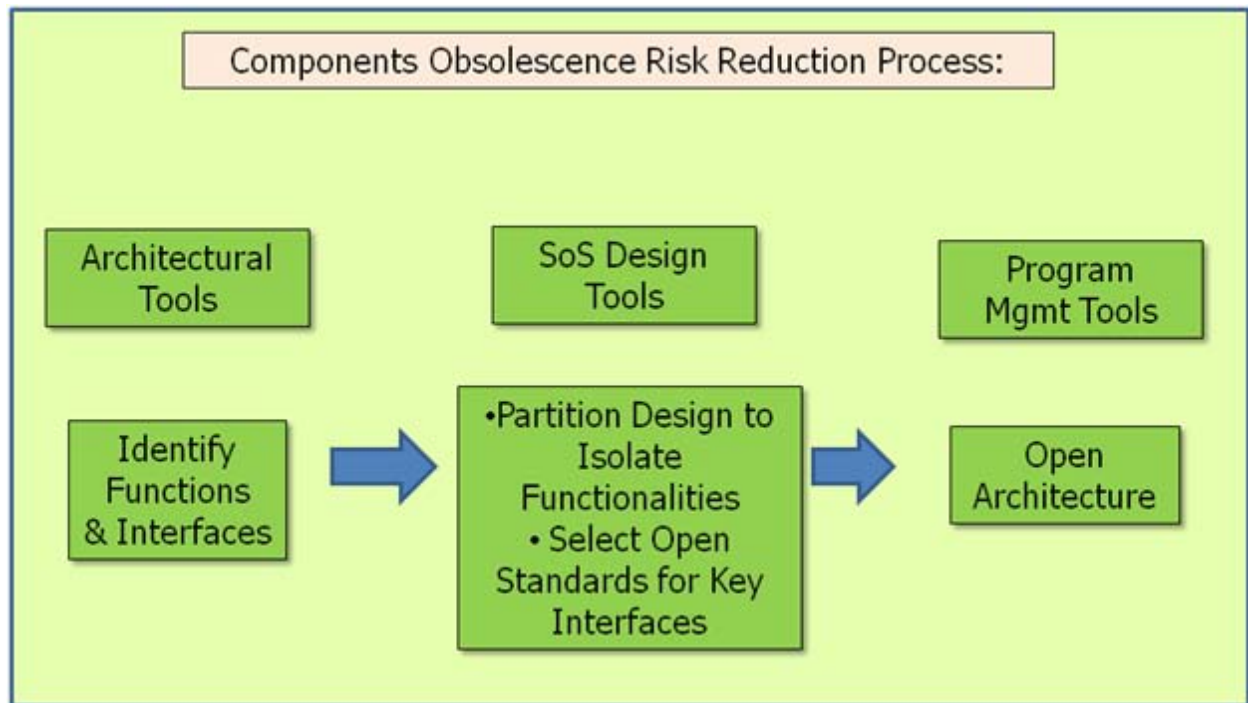 Components Obsolescence Risk Reduction Process:
Architectural
Tools
SoS Design
Tools
Program
Mgmt Tools
Identify
Functions
& Interfaces
•Partition Design to
Isolate
Functionalities
• Select Open
Standards for Key
Interfaces
Open
Architecture